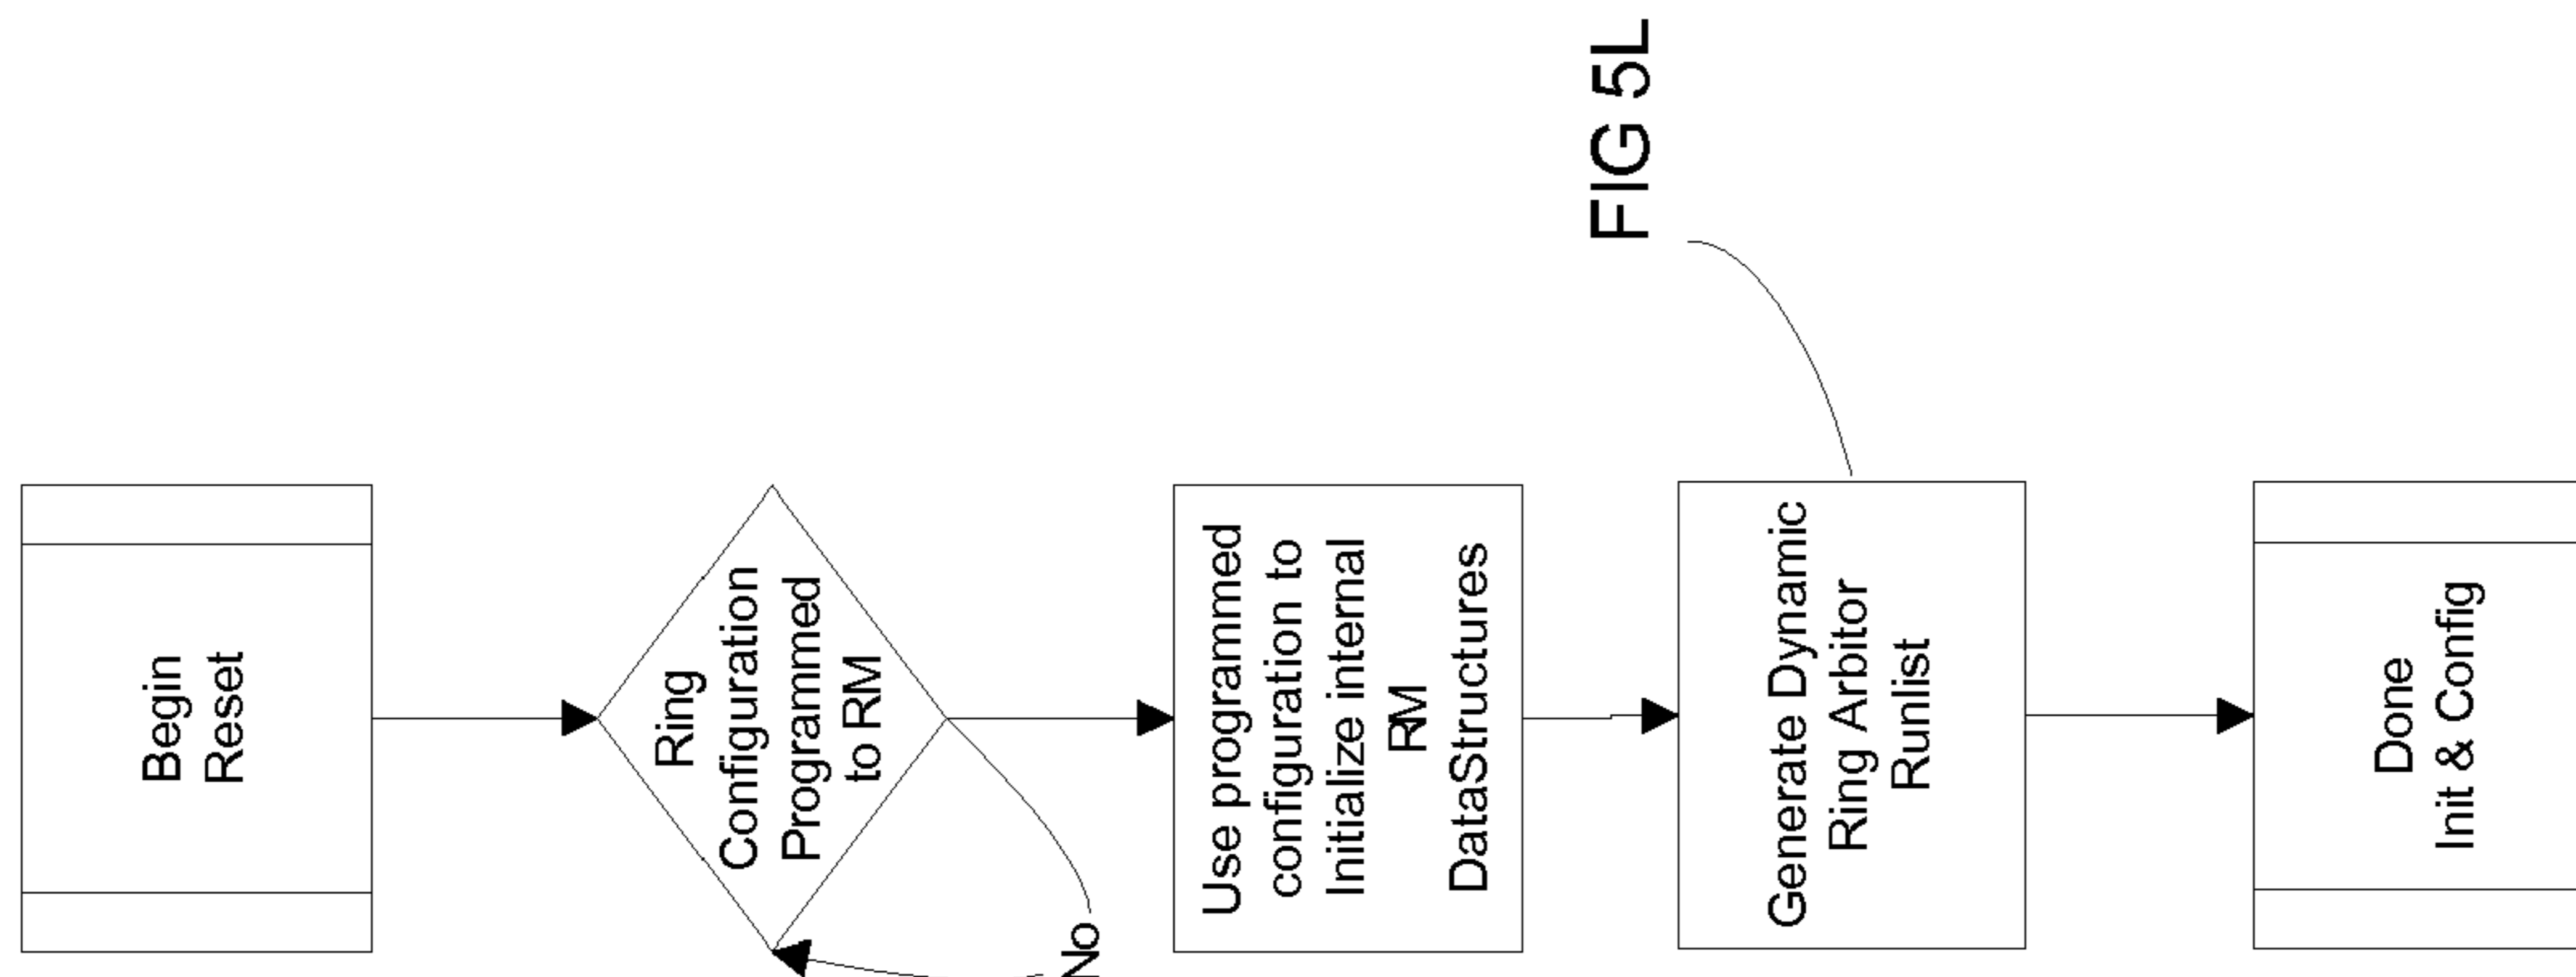 Begin
Reset
Ring
Configuration
Programmed
to RM
No
Use programmed
configuration to
Initialize internal
RM
DataStructures
FIG 5L
Generate Dynamic
Ring Arbitor
Runlist
Done
Init & Config